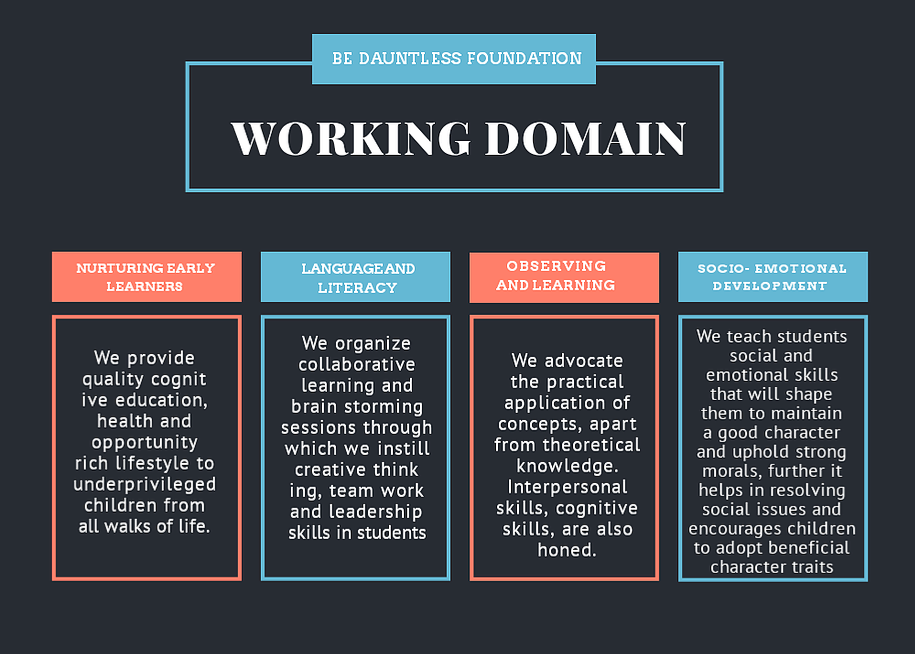 BE DAUNTLESS FOUNDATION
WORKING DOMAIN
NURTURING EARLY
LEARNERS
We provide
quality cognit
ive education,
health and
opportunity
rich lifestyle to
underprivileged
children from
all walks of life.
LANGUAGE AND
LITERACY
We organize
collaborative
learning and
brain storming
sessions through
which we instill
creative think
ing, team work
and leadership
skills in students
OBSERVING
AND LEARNING
We advocate
the practical
application of
concepts, apart
from theoretical
knowledge.
Interpersonal
skills, cognitive
skills, are also
honed.
SOCIO- EMOTIONAL
DEVELOPMENT
We teach students
social and
emotional skills
that will shape
them to maintain
a good character
and uphold strong
morals, further it
helps in resolving
social issues and
encourages children
to adopt beneficial
character traits